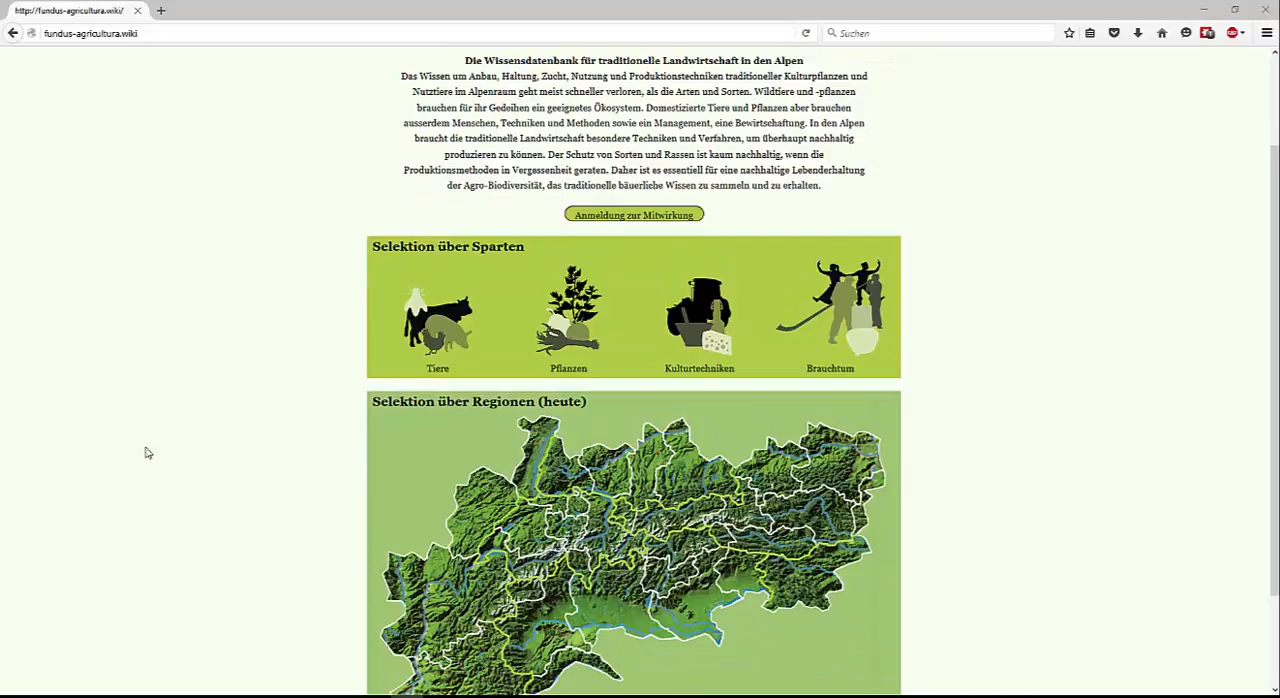 http://fundus-agricultura.wiki/
fundus-agricultura.wiki
Suchen
Die Wissensdatenbank für traditionelle Landwirtschaft in den Alpen
Das Wissen um Anbau, Haltung, Zucht, Nutzung und Produktionstechniken traditioneller Kulturpflanzen und
Nutztiere im Alpenraum geht meist schneller verloren, als die Arten und Sorten. Wildtiere und -pflanzen
brauchen für ihr Gedeihen ein geeignetes Ökosystem. Domestizierte Tiere und Pflanzen aber brauchen
ausserdem Menschen, Techniken und Methoden sowie ein Management, eine Bewirtschaftung. In den Alpen
braucht die traditionelle Landwirtschaft besondere Techniken und Verfahren, um überhaupt nachhaltig
produzieren zu können. Der Schutz von Sorten und Rassen ist kaum nachhaltig, wenn die
Produktionsmethoden in Vergessenheit geraten. Daher ist es essentiell für eine nachhaltige Lebenderhaltung
der Agro-Biodiversität, das traditionelle bäuerliche Wissen zu sammeln und zu erhalten.
Anmeldung zur Mitwirkung
Selektion über Sparten
Tiere Pflanzen Kulturtechniken Brauchtum
Selektion über Regionen (heute)